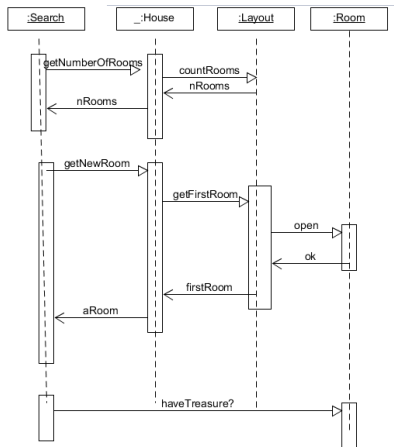 :Search
_:House
:Layout
:Room
getNumberOfRooms
countRooms
nRooms
nRooms
getNewRoom
getFirstRoom
open
ok
firstRoom
aRoom
haveTreasure?